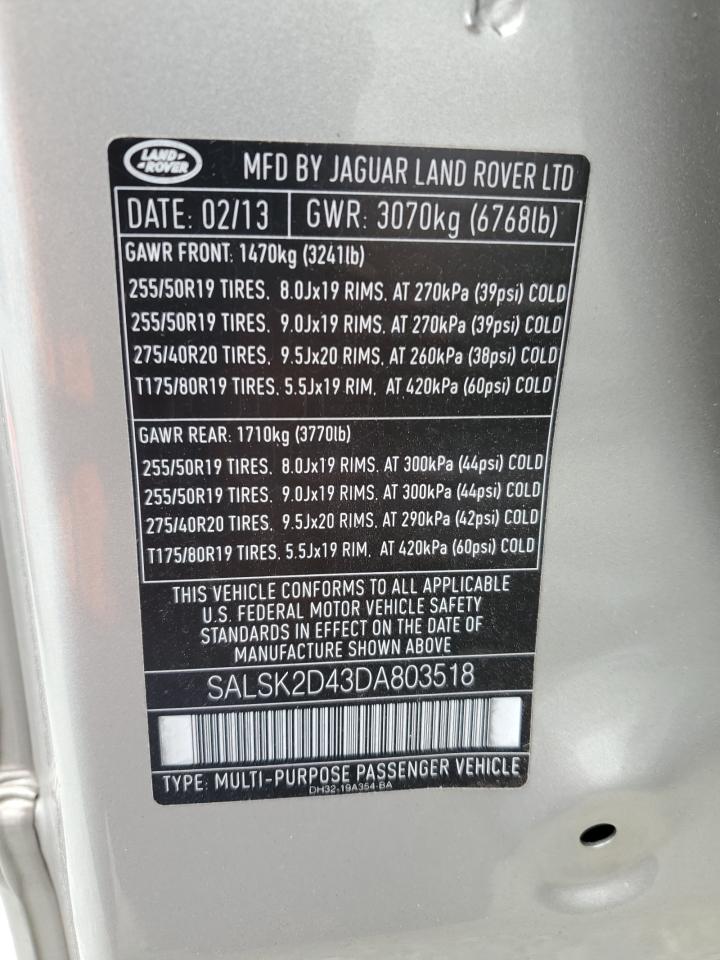 LAND ROVER
MFD BY JAGUAR LAND ROVER LTD
DATE: 02/13 GWR: 3070kg (6768lb)
GAWR FRONT: 1470kg (3241lb)
255/50R19 TIRES, 8.0Jx19 RIMS, AT 270kPa (39psi) COLD
255/50R19 TIRES, 9.0Jx19 RIMS, AT 270kPa (39psi) COLD
275/40R20 TIRES, 9.5Jx20 RIMS, AT 260kPa (38psi) COLD
T175/80R19 TIRES, 5.5Jx19 RIM, AT 420kPa (60psi) COLD
GAWR REAR: 1710kg (3770lb)
255/50R19 TIRES, 8.0Jx19 RIMS, AT 300kPa (44psi) COLD
255/50R19 TIRES, 9.0Jx19 RIMS, AT 300kPa (44psi) COLD
275/40R20 TIRES, 9.5Jx20 RIMS, AT 290kPa (42psi) COLD
T175/80R19 TIRES, 5.5Jx19 RIM, AT 420kPa (60psi) COLD
THIS VEHICLE CONFORMS TO ALL APPLICABLE
U.S. FEDERAL MOTOR VEHICLE SAFETY
STANDARDS IN EFFECT ON THE DATE OF
MANUFACTURE SHOWN ABOVE
SALSK2D43DA803518
TYPE: MULTI-PURPOSE PASSENGER VEHICLE
DH32-19A354-BA